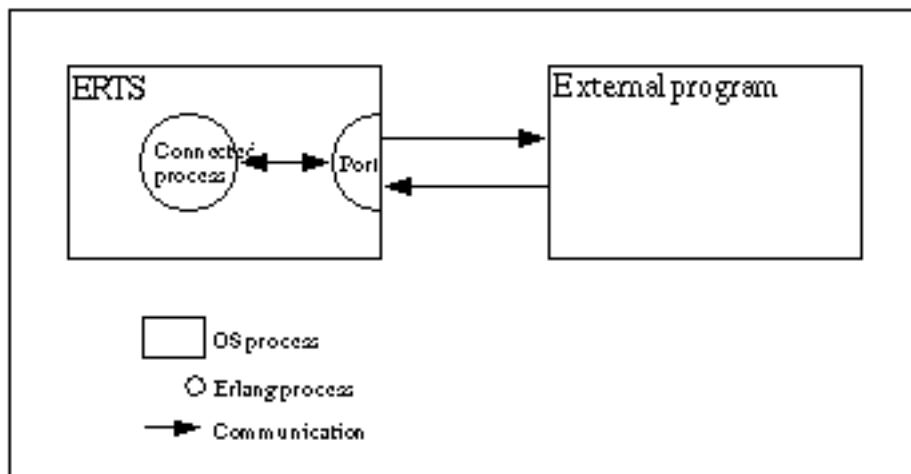 ERTS
External program
Connected
process
Port
OS process
Erlang process
Communication